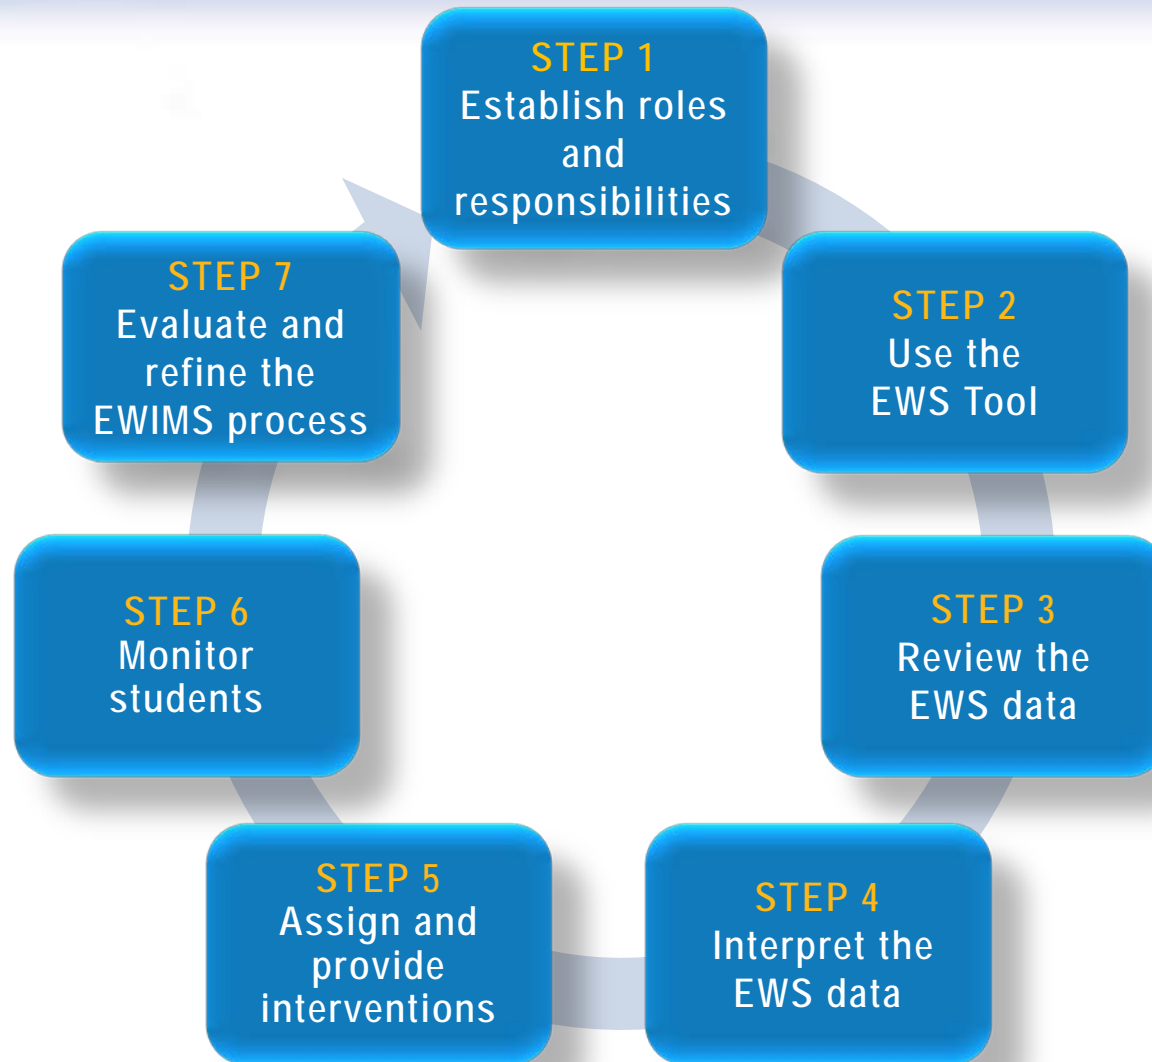 STEP 1
Establish roles
and
responsibilities
STEP 2
Use the
EWS Tool
STEP 3
Review the
EWS data
STEP 4
Interpret the
EWS data
STEP 5
Assign and
provide
interventions
STEP 6
Monitor
students
STEP 7
Evaluate and
refine the
EWIMS process